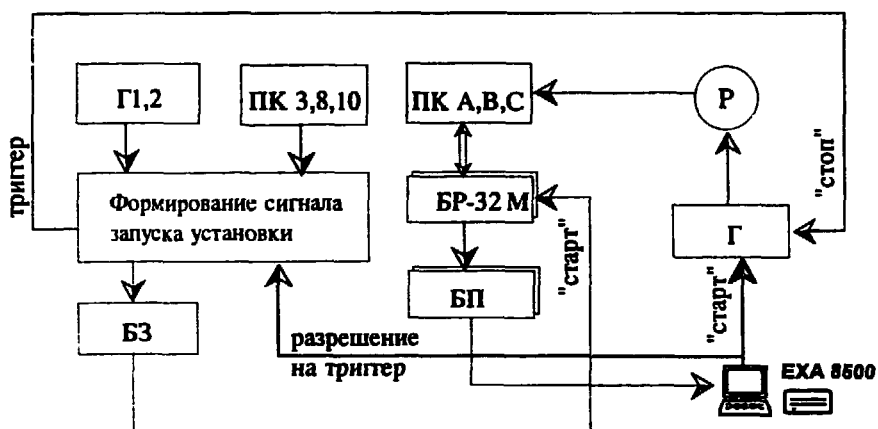 Г1,2
ПК 3,8,10
ПК А,В,С
Р
триггер
"стоп"
Формирование сигнала
запуска установки
БР-32 М
Г
"старт"
"старт"
БП
БЗ
разрешение
на триггер
EXA 8500